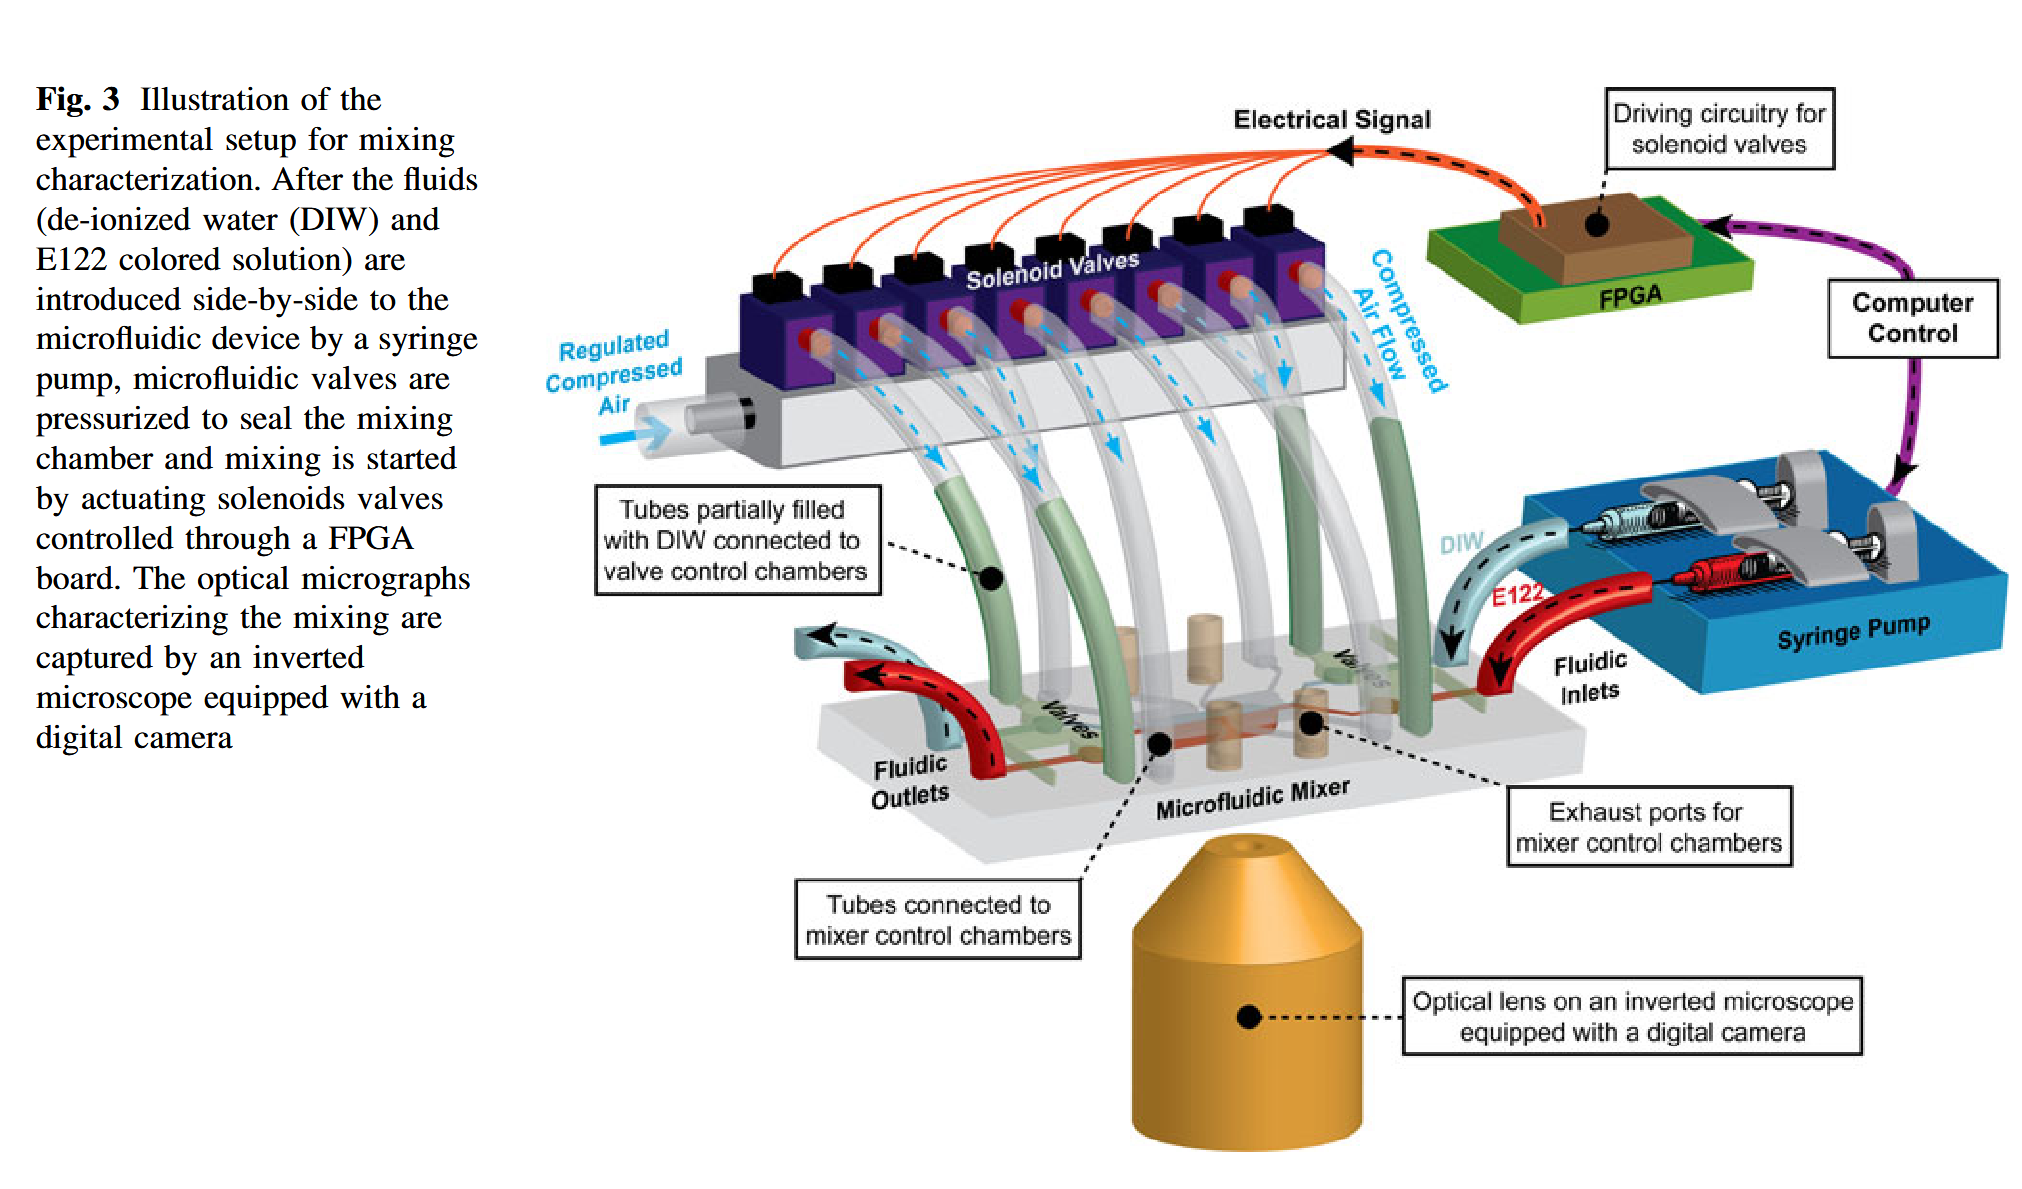 Fig. 3 Illustration of the
experimental setup for mixing
characterization. After the fluids
(de-ionized water (DIW) and
E122 colored solution) are
introduced side-by-side to the
microfluidic device by a syringe
pump, microfluidic valves are
pressurized to seal the mixing
chamber and mixing is started
by actuating solenoids valves
controlled through a FPGA
board. The optical micrographs
characterizing the mixing are
captured by an inverted
microscope equipped with a
digital camera
Electrical Signal
Driving circuitry for
solenoid valves
Solenoid Valves
FPGA
Computer
Control
Regulated
Compressed
Air
Compressed
Air Flow
Tubes partially filled
with DIW connected to
valve control chambers
DIW
E122
Syringe Pump
Fluidic
Inlets
Valves
Valves
Fluidic
Outlets
Microfluidic Mixer
Exhaust ports for
mixer control chambers
Tubes connected to
mixer control chambers
Optical lens on an inverted microscope
equipped with a digital camera